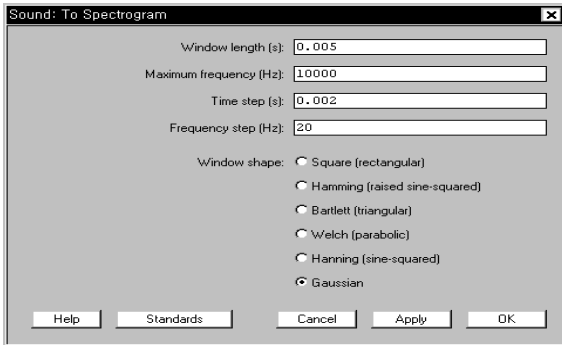 Sound: To Spectrogram
Window length (s): 0.005
Maximum frequency (Hz): 10000
Time step (s): 0.002
Frequency step (Hz): 20
Window shape: Square (rectangular)
Hamming (raised sine-squared)
Bartlett (triangular)
Welch (parabolic)
Hanning (sine-squared)
Gaussian
Help Standards Cancel Apply OK